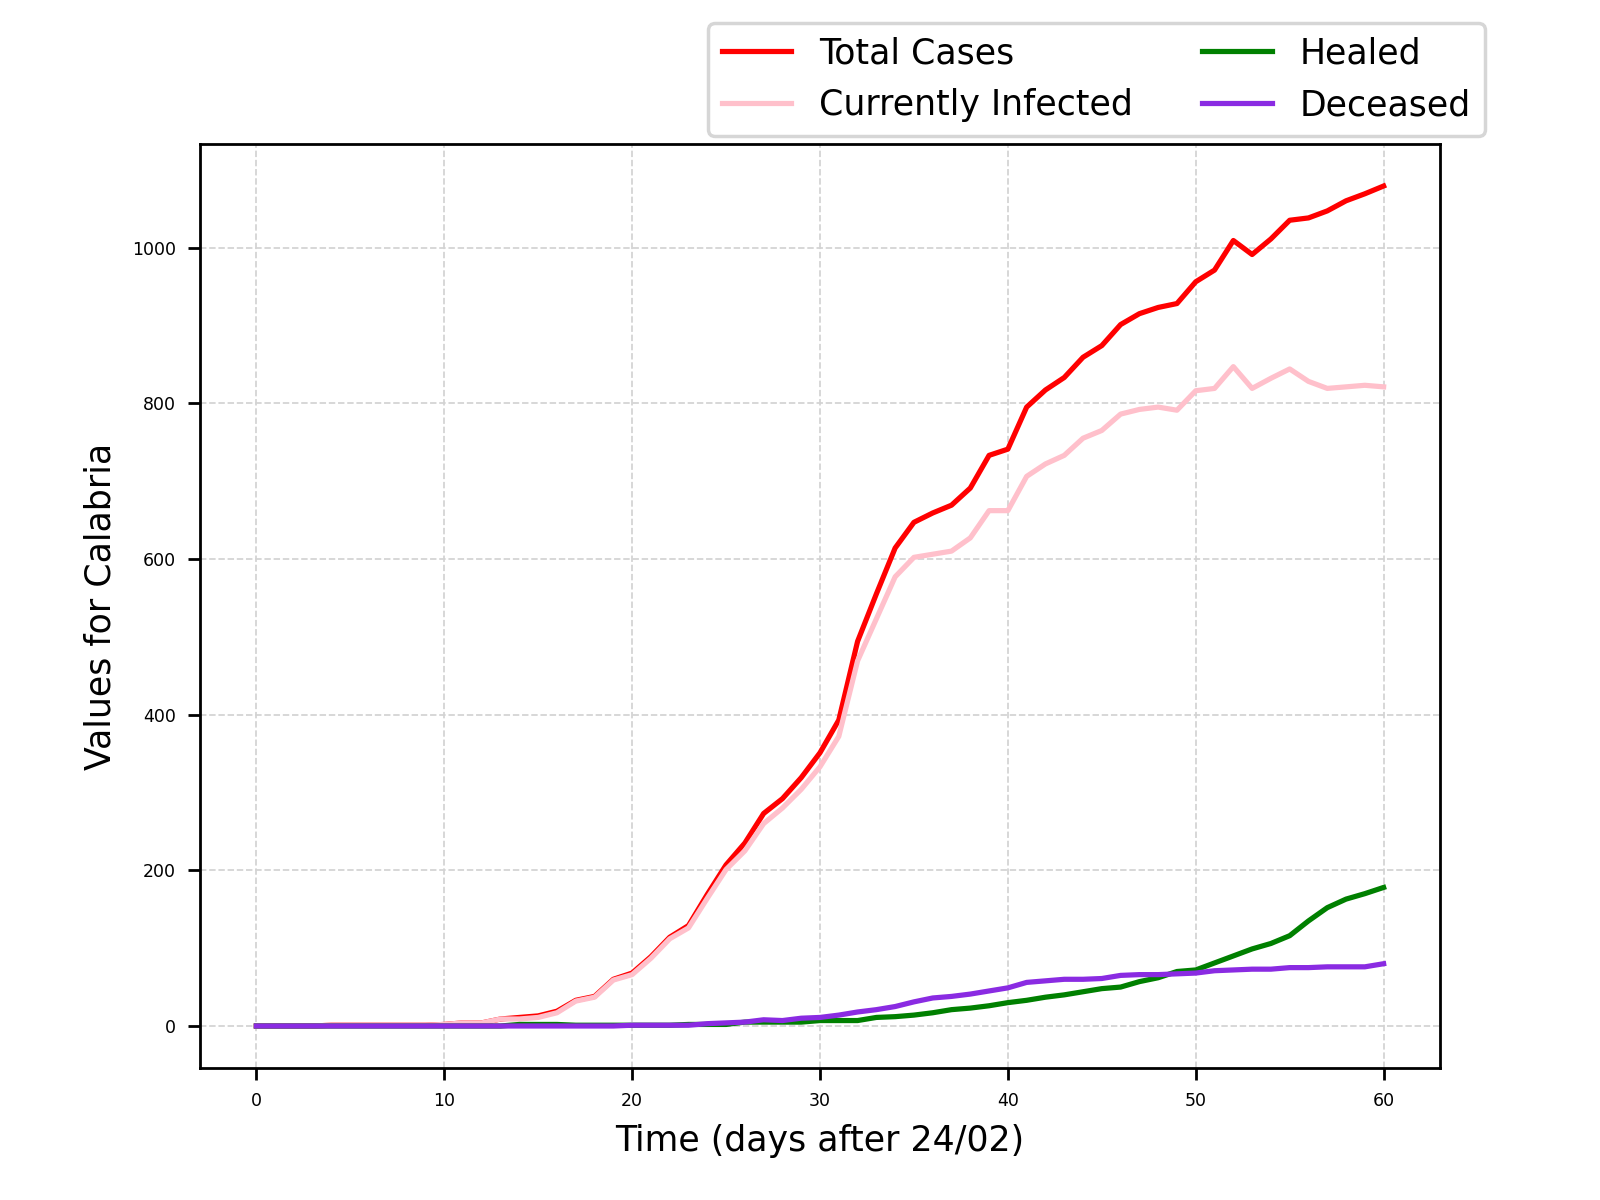 Total Cases
Currently Infected
Healed
Deceased
1000
800
600
400
200
0
Values for Calabria
0 10 20 30 40 50 60
Time (days after 24/02)